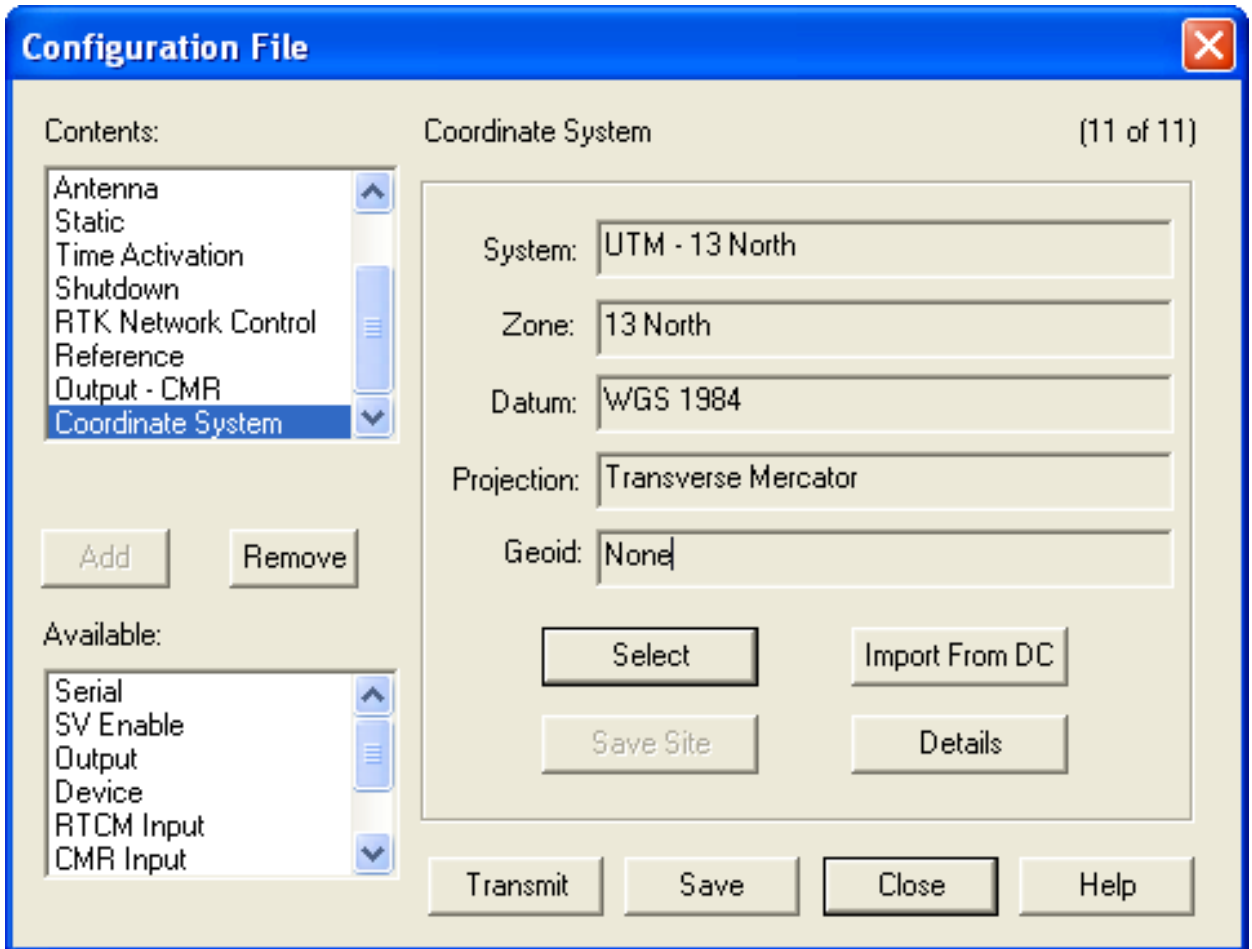 Configuration File
Contents:
Coordinate System
(11 of 11)
Antenna
Static
Time Activation
Shutdown
RTK Network Control
Reference
Output - CMR
Coordinate System
System:
UTM - 13 North
Zone:
13 North
Datum:
WGS 1984
Projection:
Transverse Mercator
Geoid:
None
Add
Remove
Available:
Serial
SV Enable
Output
Device
RTCM Input
CMR Input
Select
Import From DC
Save Site
Details
Transmit
Save
Close
Help